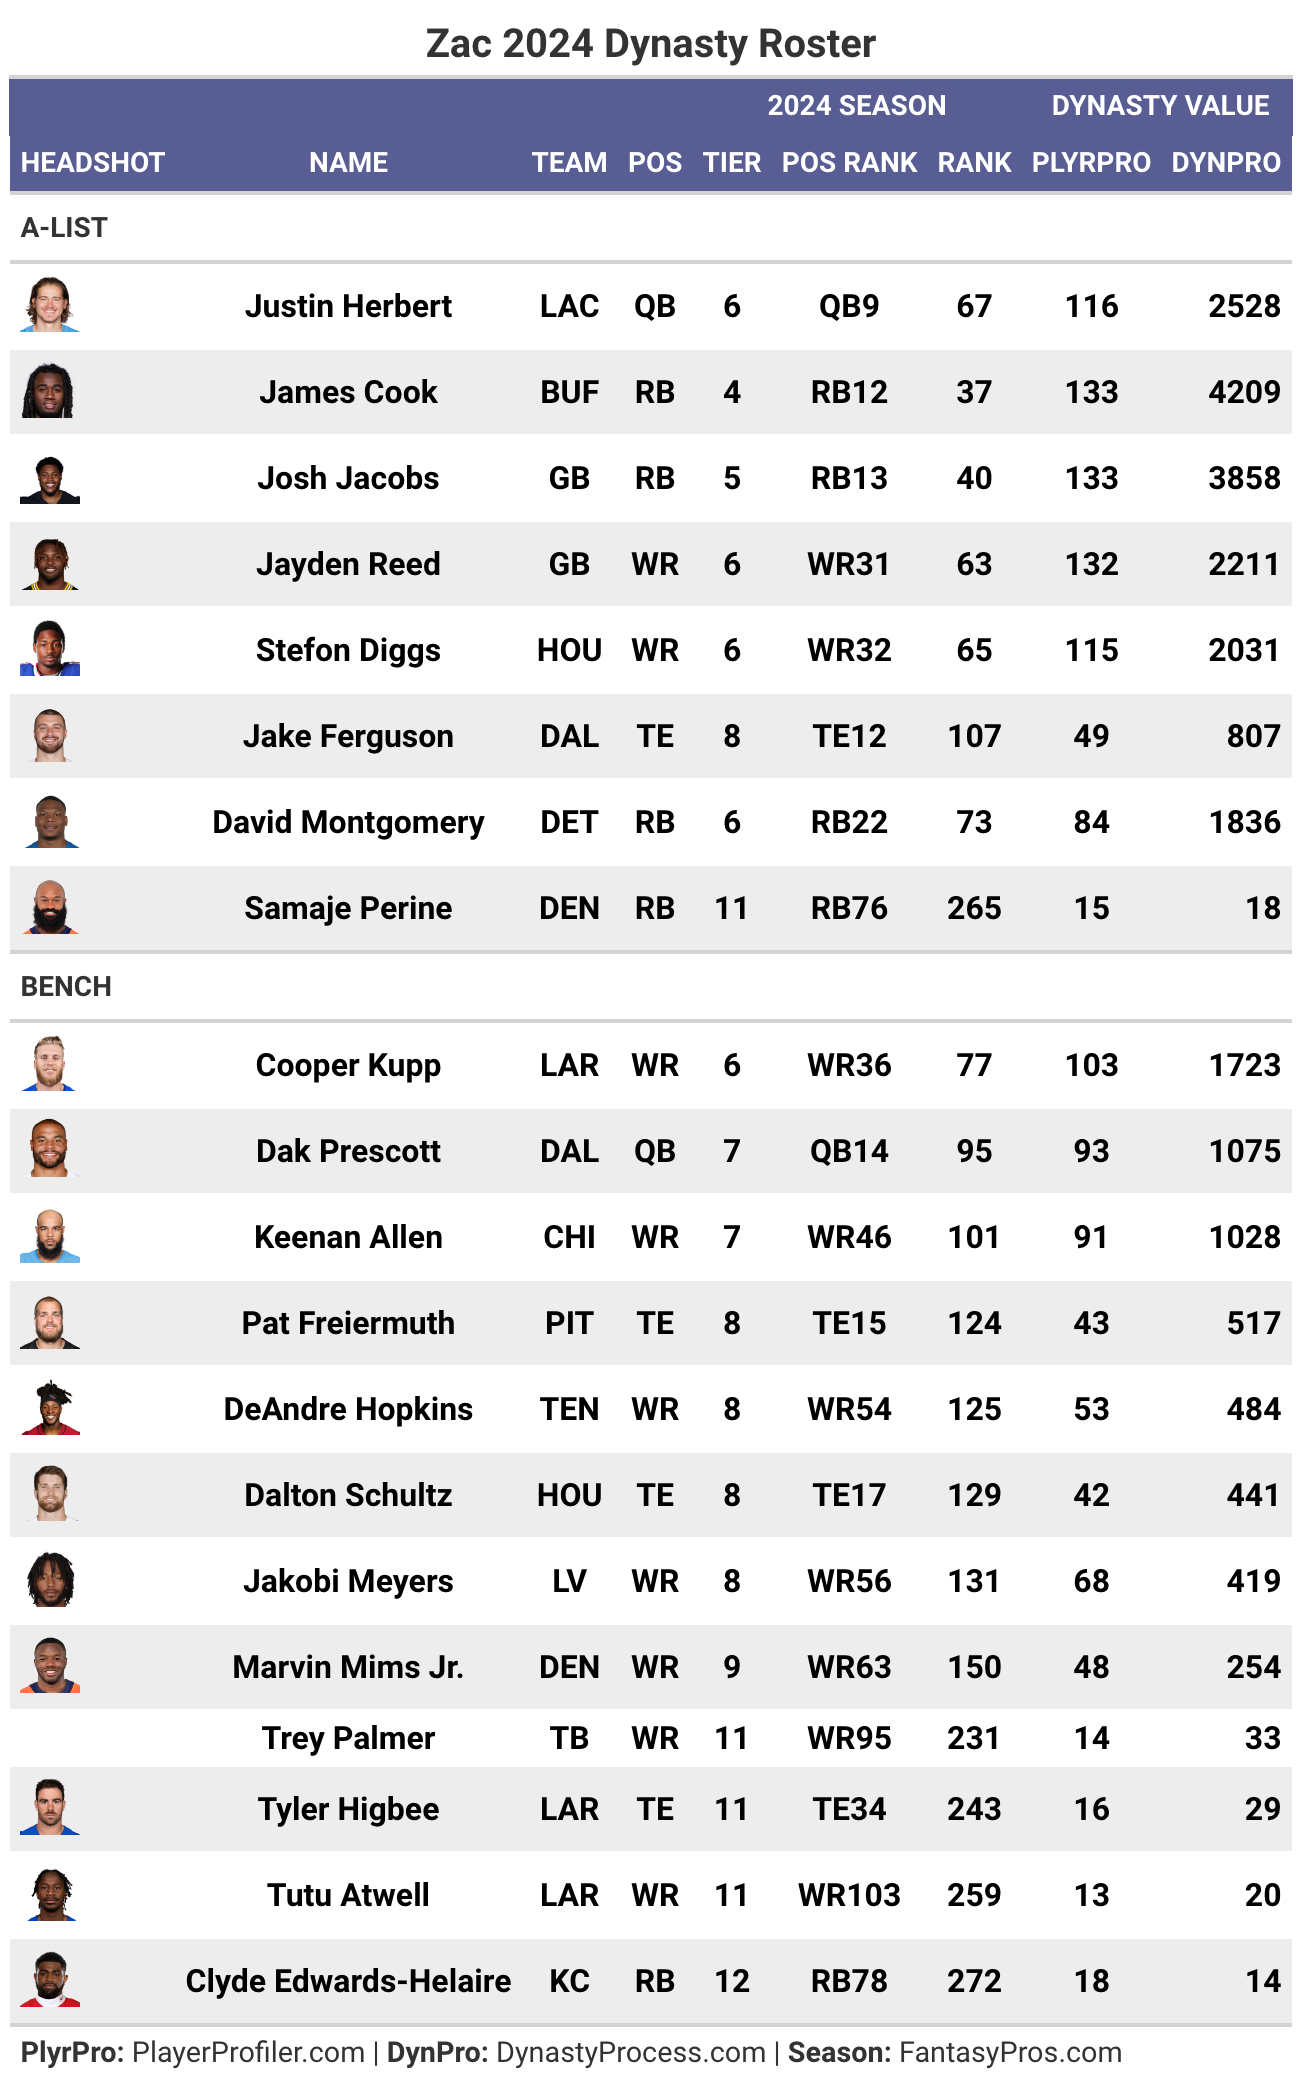 Zac 2024 Dynasty Roster
2024 SEASON DYNASTY VALUE
HEADSHOT NAME TEAM POS TIER POS RANK RANK PLYRPRO DYNPRO
A-LIST
Justin Herbert LAC QB 6 QB9 67 116 2528
James Cook BUF RB 4 RB12 37 133 4209
Josh Jacobs GB RB 5 RB13 40 133 3858
Jayden Reed GB WR 6 WR31 63 132 2211
Stefon Diggs HOU WR 6 WR32 65 115 2031
Jake Ferguson DAL TE 8 TE12 107 49 807
David Montgomery DET RB 6 RB22 73 84 1836
Samaje Perine DEN RB 11 RB76 265 15 18
BENCH
Cooper Kupp LAR WR 6 WR36 77 103 1723
Dak Prescott DAL QB 7 QB14 95 93 1075
Keenan Allen CHI WR 7 WR46 101 91 1028
Pat Freiermuth PIT TE 8 TE15 124 43 517
DeAndre Hopkins TEN WR 8 WR54 125 53 484
Dalton Schultz HOU TE 8 TE17 129 42 441
Jakobi Meyers LV WR 8 WR56 131 68 419
Marvin Mims Jr. DEN WR 9 WR63 150 48 254
Trey Palmer TB WR 11 WR95 231 14 33
Tyler Higbee LAR TE 11 TE34 243 16 29
Tutu Atwell LAR WR 11 WR103 259 13 20
Clyde Edwards-Helaire KC RB 12 RB78 272 18 14
PlyrPro: PlayerProfiler.com | DynPro: DynastyProcess.com | Season: FantasyPros.com